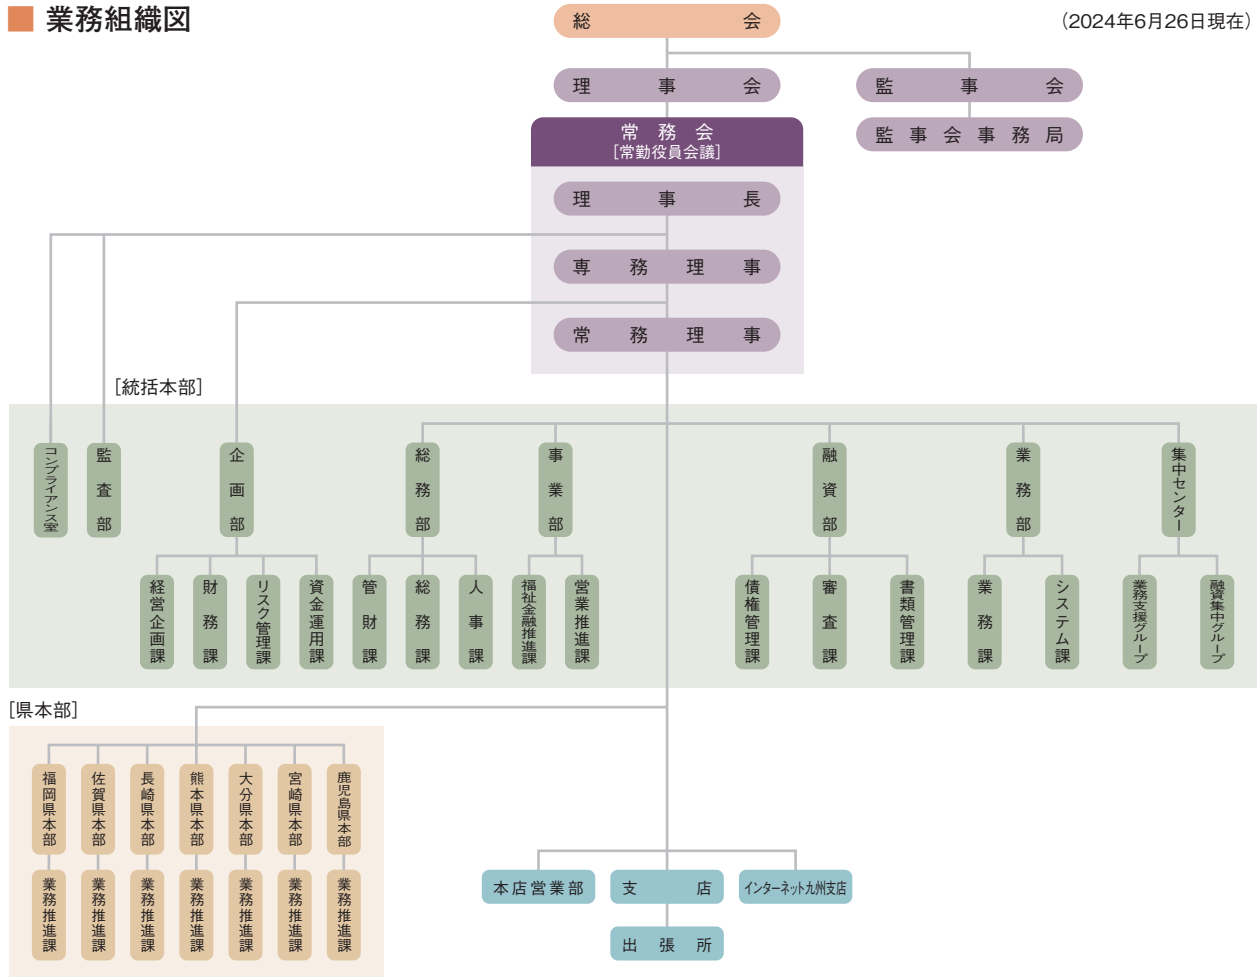 業務組織図
(2024年6月26日現在)
総会
理事会
監事会
監事会事務局
常務会
[常勤役員会議]
理事長
専務理事
常務理事
[統括本部]
コンプライアンス室
監査部
企画部
総務部
事業部
融資部
業務部
集中センター
経営企画課
財務課
リスク管理課
資金運用課
管財課
総務課
人事課
福祉金融推進課
営業推進課
債権管理課
審査課
書類管理課
業務課
システム課
業務支援グループ
融資集中グループ
[県本部]
福岡県本部
佐賀県本部
長崎県本部
熊本県本部
大分県本部
宮崎県本部
鹿児島県本部
業務推進課
業務推進課
業務推進課
業務推進課
業務推進課
業務推進課
業務推進課
本店営業部
支店
インターネット九州支店
出張所